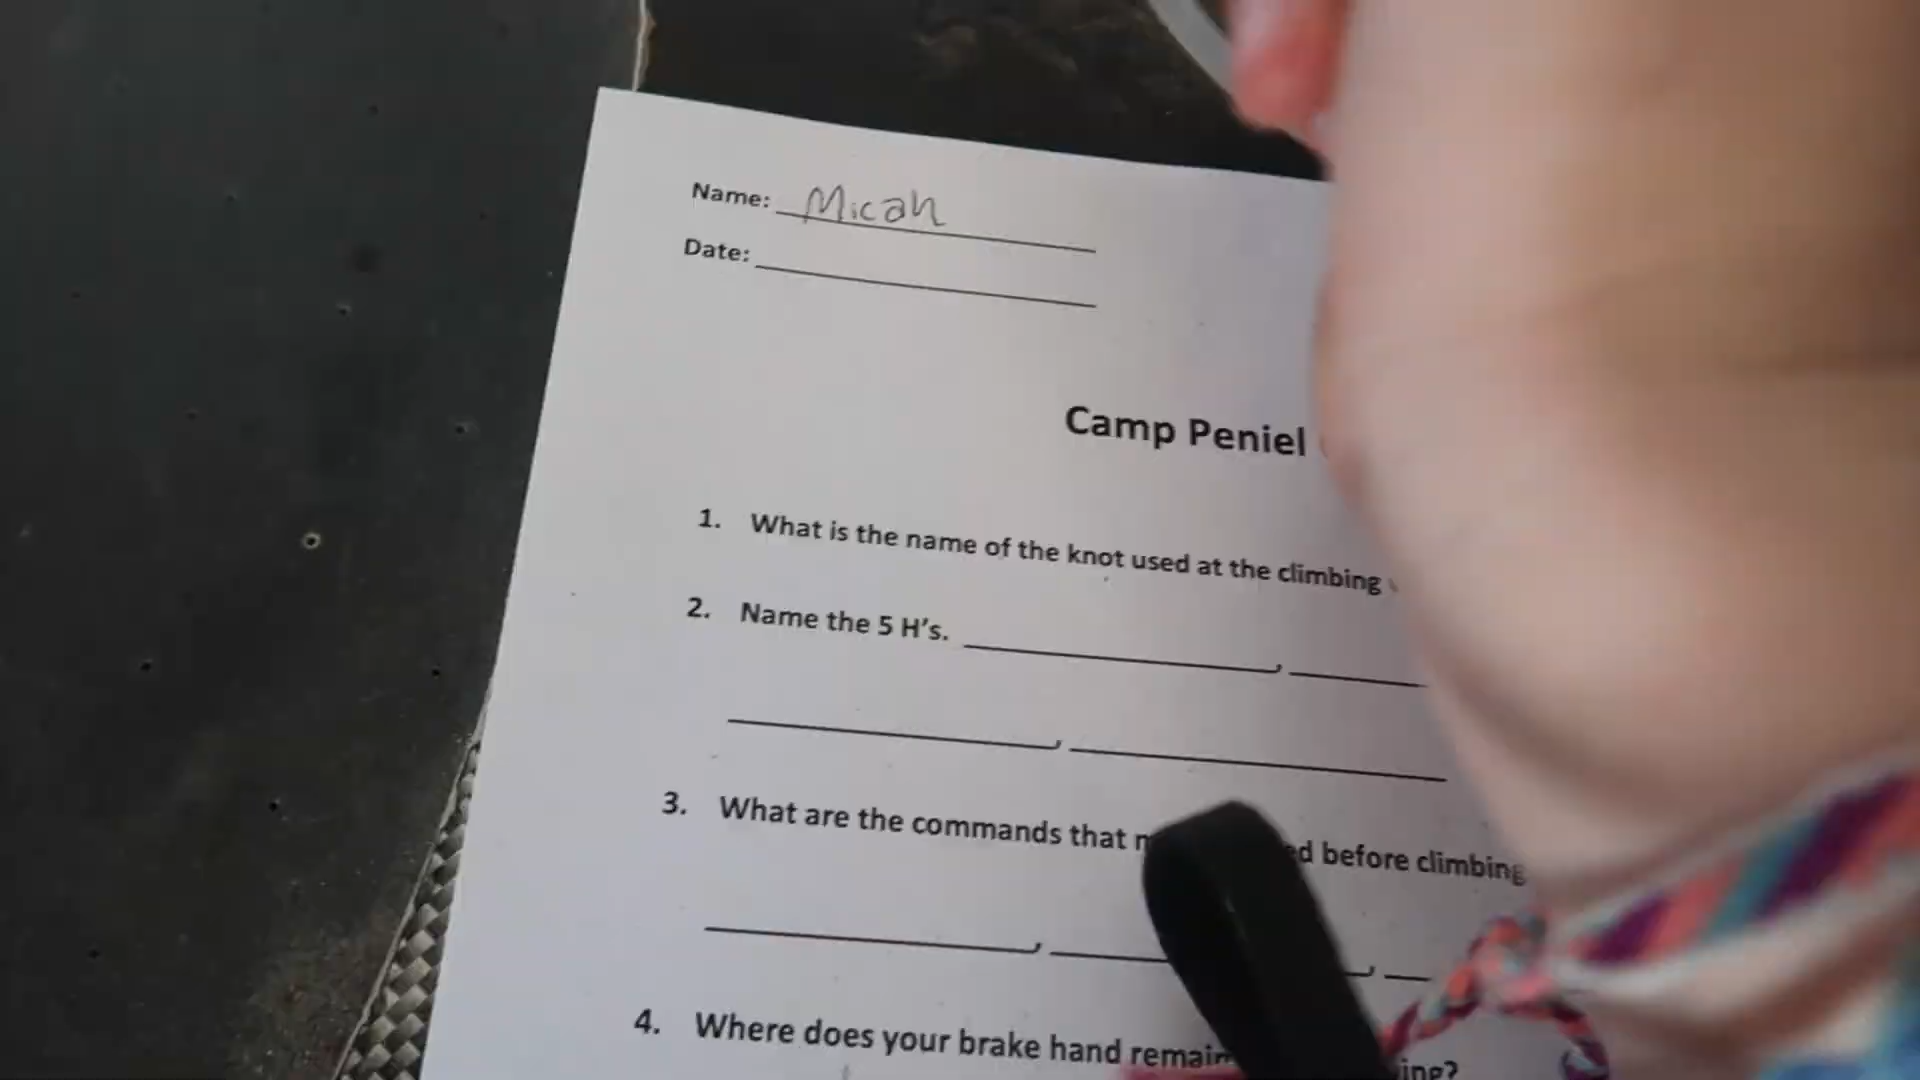 Name: Micah
Date:
Camp Peniel
1. What is the name of the knot used at the climbing
2. Name the 5 H's. ,
,
3. What are the commands that before climbing
, ,
4. Where does your brake hand remain